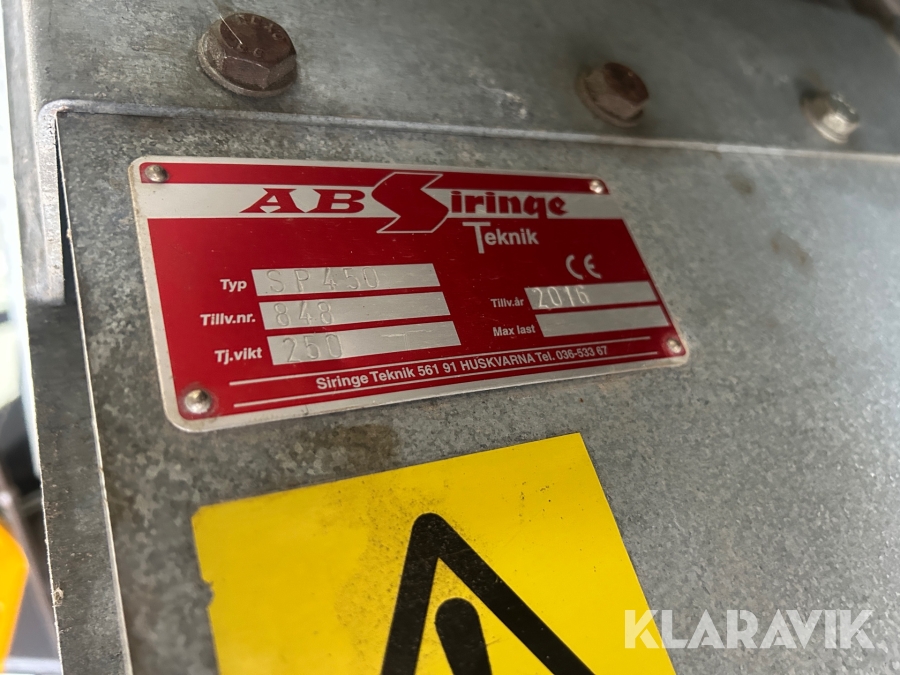 AB Siringe
Teknik
CE
Typ SP450
Tillv.nr. 848
Tillv.år 2016
Tj.vikt 250
Max last
Siringe Teknik 561 91 HUSKVARNA Tel. 036-533 67
KLARAVIK